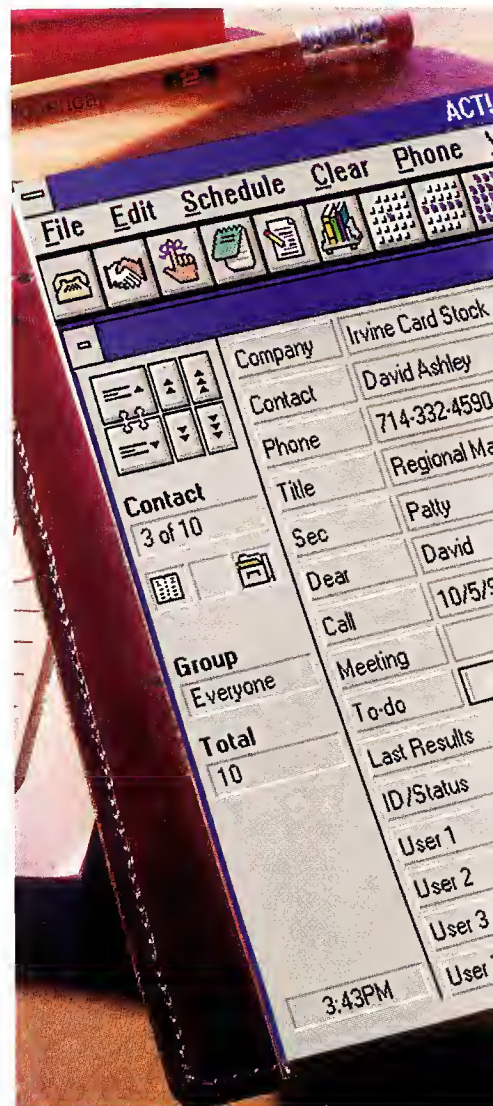 ACT!
File Edit Schedule Clear Phone
Company Irvine Card Stock
Contact David Ashley
Phone 714-332-4590
Title Regional
Sec Patty
Dear David
Call 10/5/9
Meeting
To-do
Last Results
ID/Status
User 1
User 2
User 3
User
Contact
3 of 10
Group
Everyone
Total
10
3:43PM